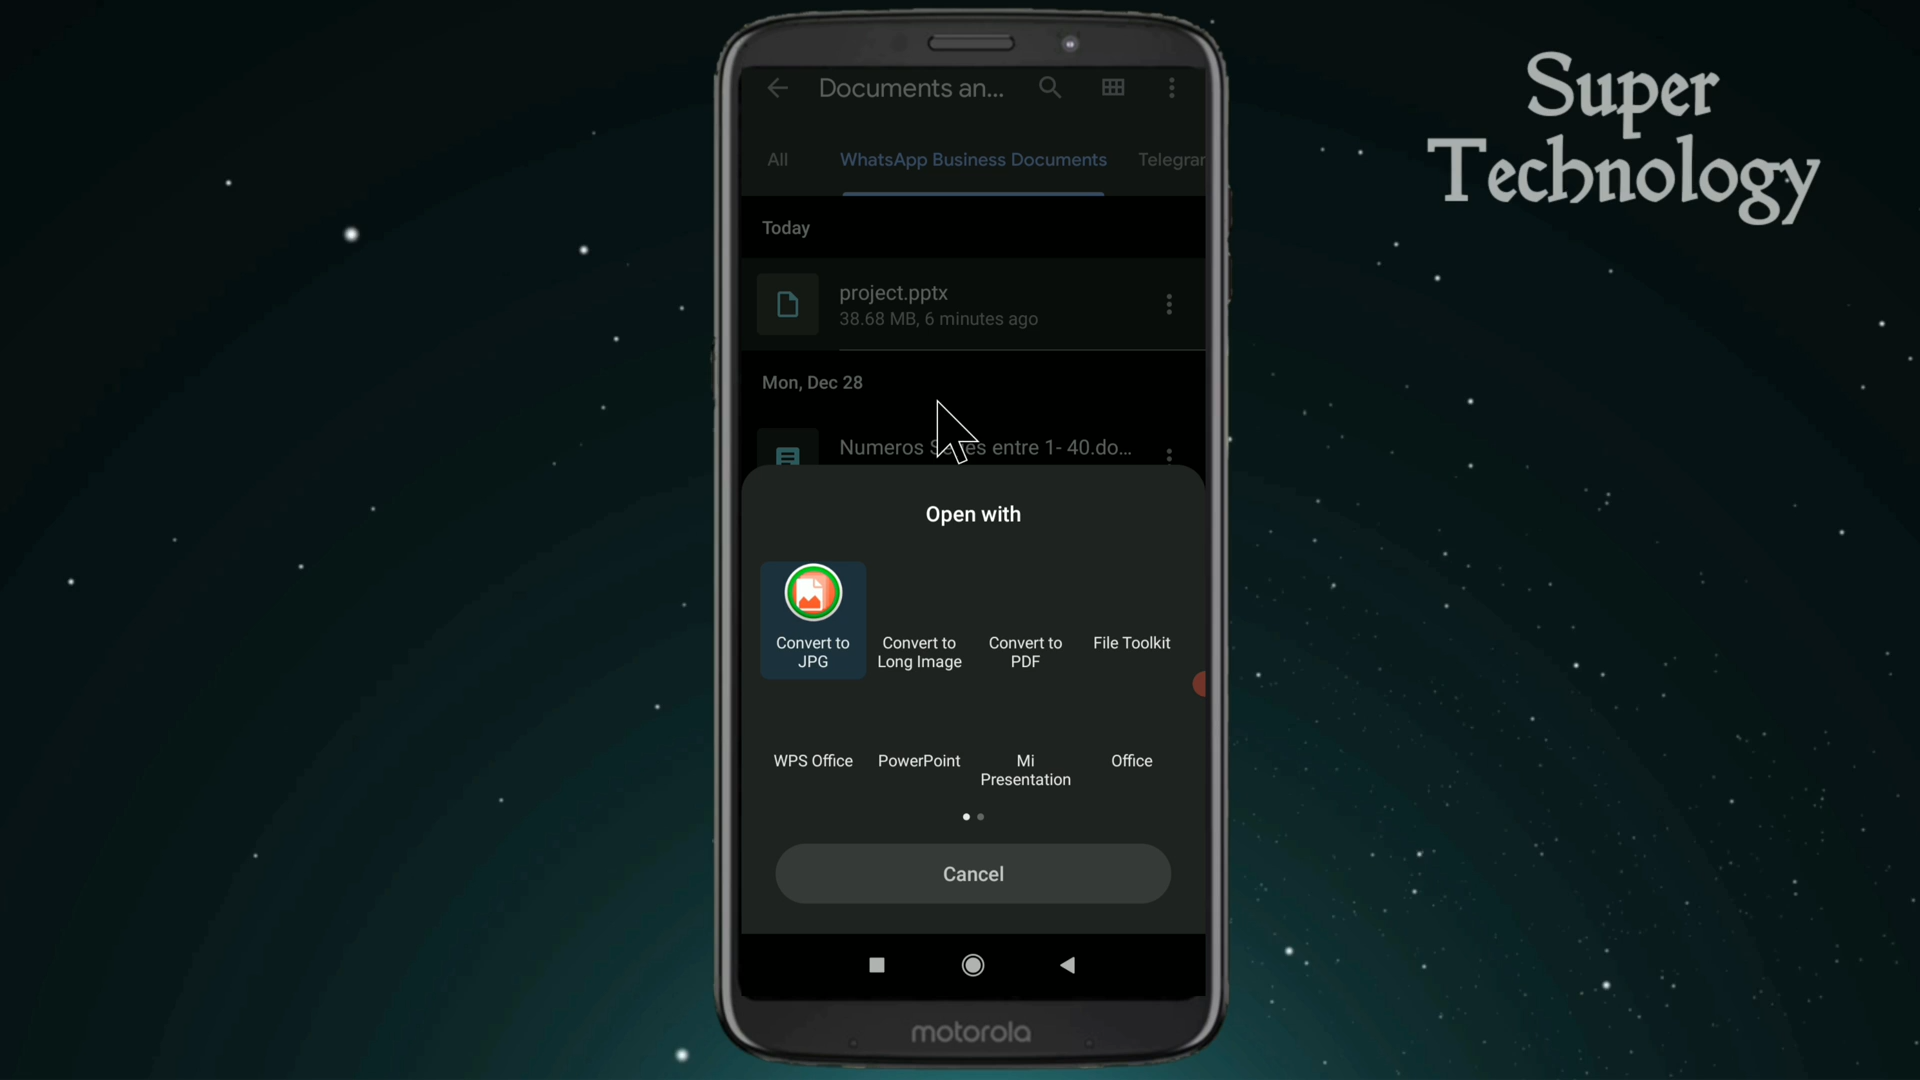 Super
Technology
Documents an...
All
WhatsApp Business Documents
Telegram
Today
project.pptx
38.68 MB, 6 minutes ago
Mon, Dec 28
Numeros Series entre 1- 40.do...
Open with
Convert to
JPG
Convert to
Long Image
Convert to
PDF
File Toolkit
WPS Office
PowerPoint
Mi
Presentation
Office
Cancel
motorola